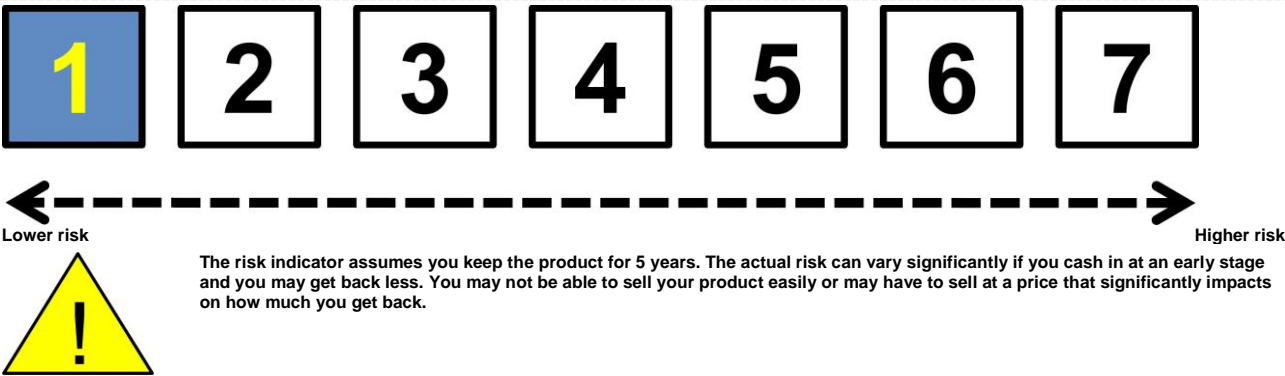 1 2 3 4 5 6 7
Lower risk Higher risk
The risk indicator assumes you keep the product for 5 years. The actual risk can vary significantly if you cash in at an early stage
and you may get back less. You may not be able to sell your product easily or may have to sell at a price that significantly impacts
on how much you get back.
!